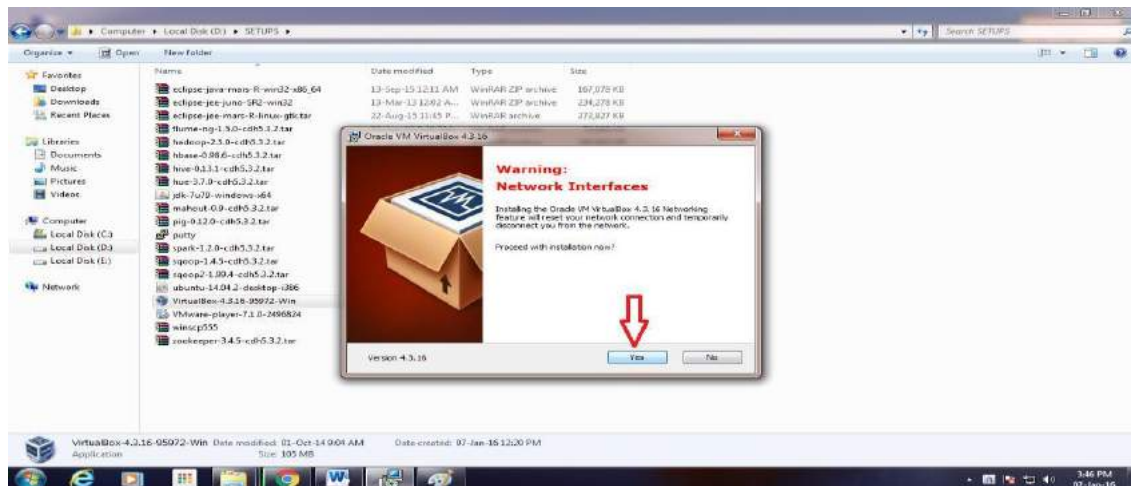 Computer ▸ Local Disk (D:) ▸ SETUPS ▸
Search SETUPS
Organize Open New folder
Name Date modified Type Size
Favorites
Desktop
Downloads
Recent Places
Libraries
Documents
Music
Pictures
Videos
Computer
Local Disk (C:)
Local Disk (D:)
Local Disk (E:)
Network
eclipse-java-mars-R-win32-x86_64 13-Sep-15 12:11 AM WinRAR ZIP archive
eclipse-jee-juno-SR2-win32 13-Mar-13 12:02 A... WinRAR ZIP archive
eclipse-jee-mars-R-linux-gtk.tar 22-Aug-15 11:45 P... WinRAR archive
flume-ng-1.5.0-cdh5.3.2.tar
hadoop-2.5.0-cdh5.3.2.tar
hbase-0.98.6-cdh5.3.2.tar
hive-0.13.1-cdh5.3.2.tar
hue-3.7.0-cdh5.3.2.tar
jdk-7u79-windows-x64
mahout-0.9-cdh5.3.2.tar
pig-0.12.0-cdh5.3.2.tar
putty
spark-1.2.0-cdh5.3.2.tar
sqoop-1.4.5-cdh5.3.2.tar
sqoop2-1.99.4-cdh5.3.2.tar
ubuntu-14.04.2-desktop-i386
VirtualBox-4.3.16-95972-Win
VMware-player-7.1.0-2496824
winscp555
zookeeper-3.4.5-cdh5.3.2.tar
Oracle VM VirtualBox 4.3.16
Warning:
Network Interfaces
Installing the Oracle VM VirtualBox 4.3.16 Networking
feature will reset your network connection and temporarily
disconnect you from the network.
Proceed with installation now?
Version 4.3.16 Yes No
VirtualBox-4.3.16-95972-Win Date modified: 01-Oct-14 9:04 AM Date created: 07-Jan-16 12:20 PM
Application Size: 105 MB
3:46 PM
07-Jan-16